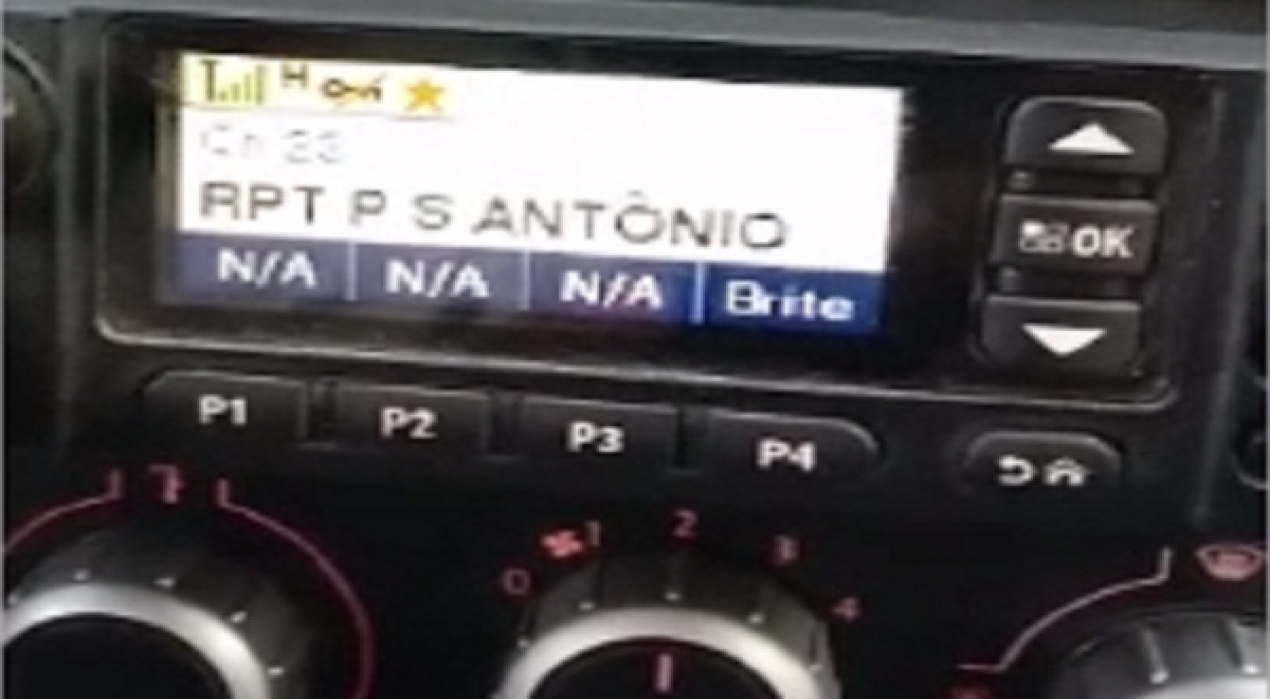 H
Ch 23
RPT P S ANTÔNIO
N/A N/A N/A Brite
OK
P1 P2 P3 P4
0 1 2 3 4